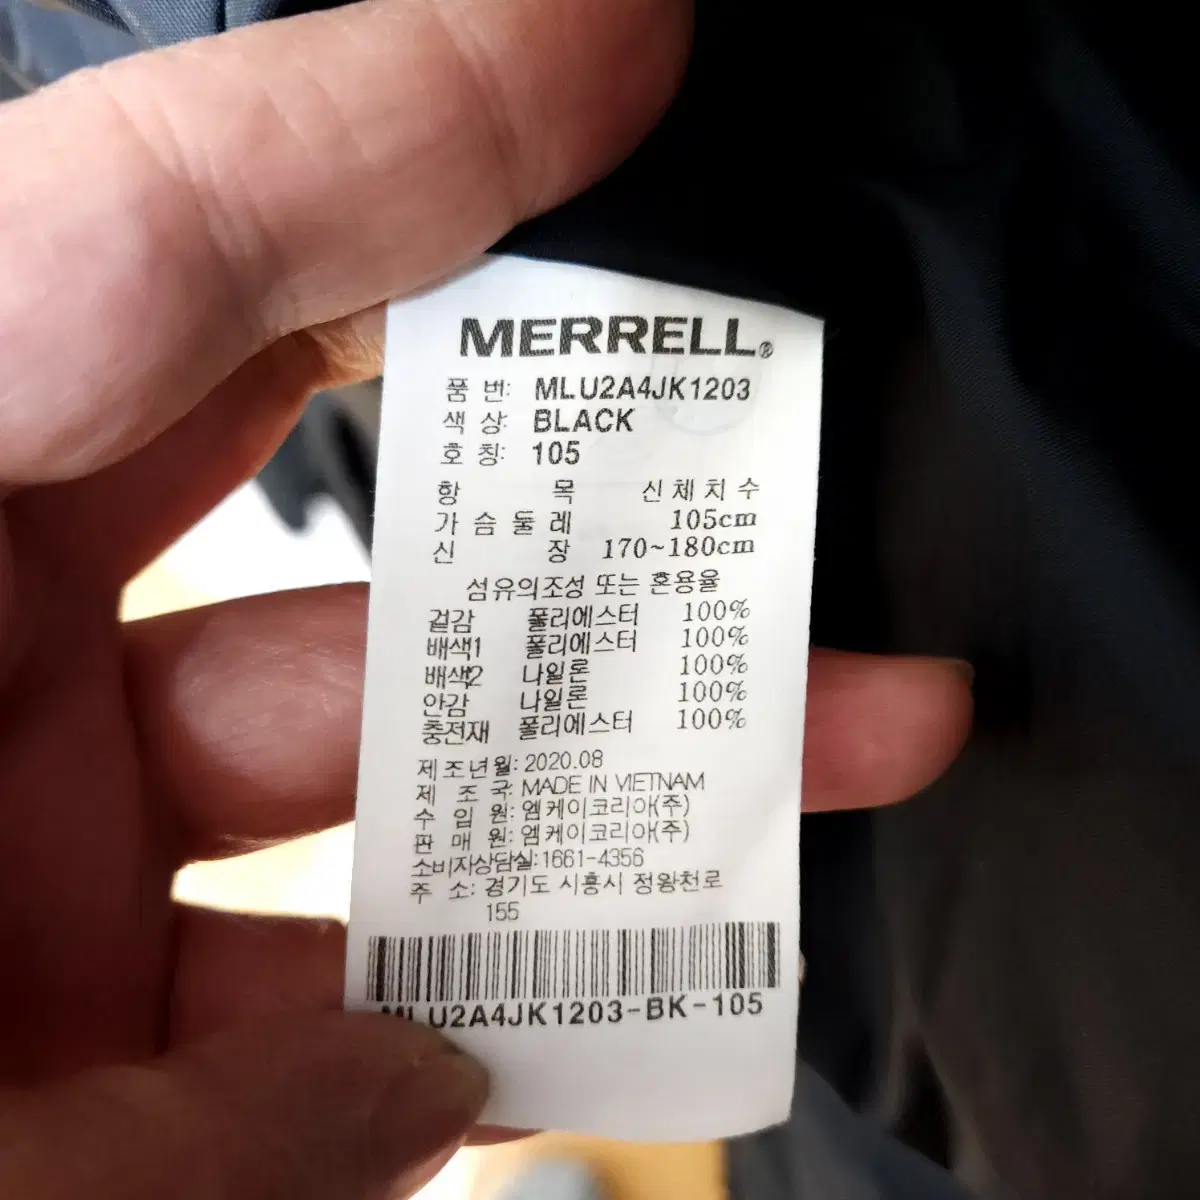 MERRELL®
품 번: MLU2A4JK1203
색 상: BLACK
호 칭: 105
항 목 신체치수
가슴둘레 105cm
신 장 170~180cm
섬유의조성 또는 혼용율
겉감 폴리에스터 100%
배색1 폴리에스터 100%
배색2 나일론 100%
안감 나일론 100%
충전재 폴리에스터 100%
제조년월: 2020.08
제 조 국: MADE IN VIETNAM
수 입 원: 엠케이코리아(주)
판 매 원: 엠케이코리아(주)
소비자상담실:1661-4356
주 소: 경기도 시흥시 정왕천로
155
MLU2A4JK1203-BK-105